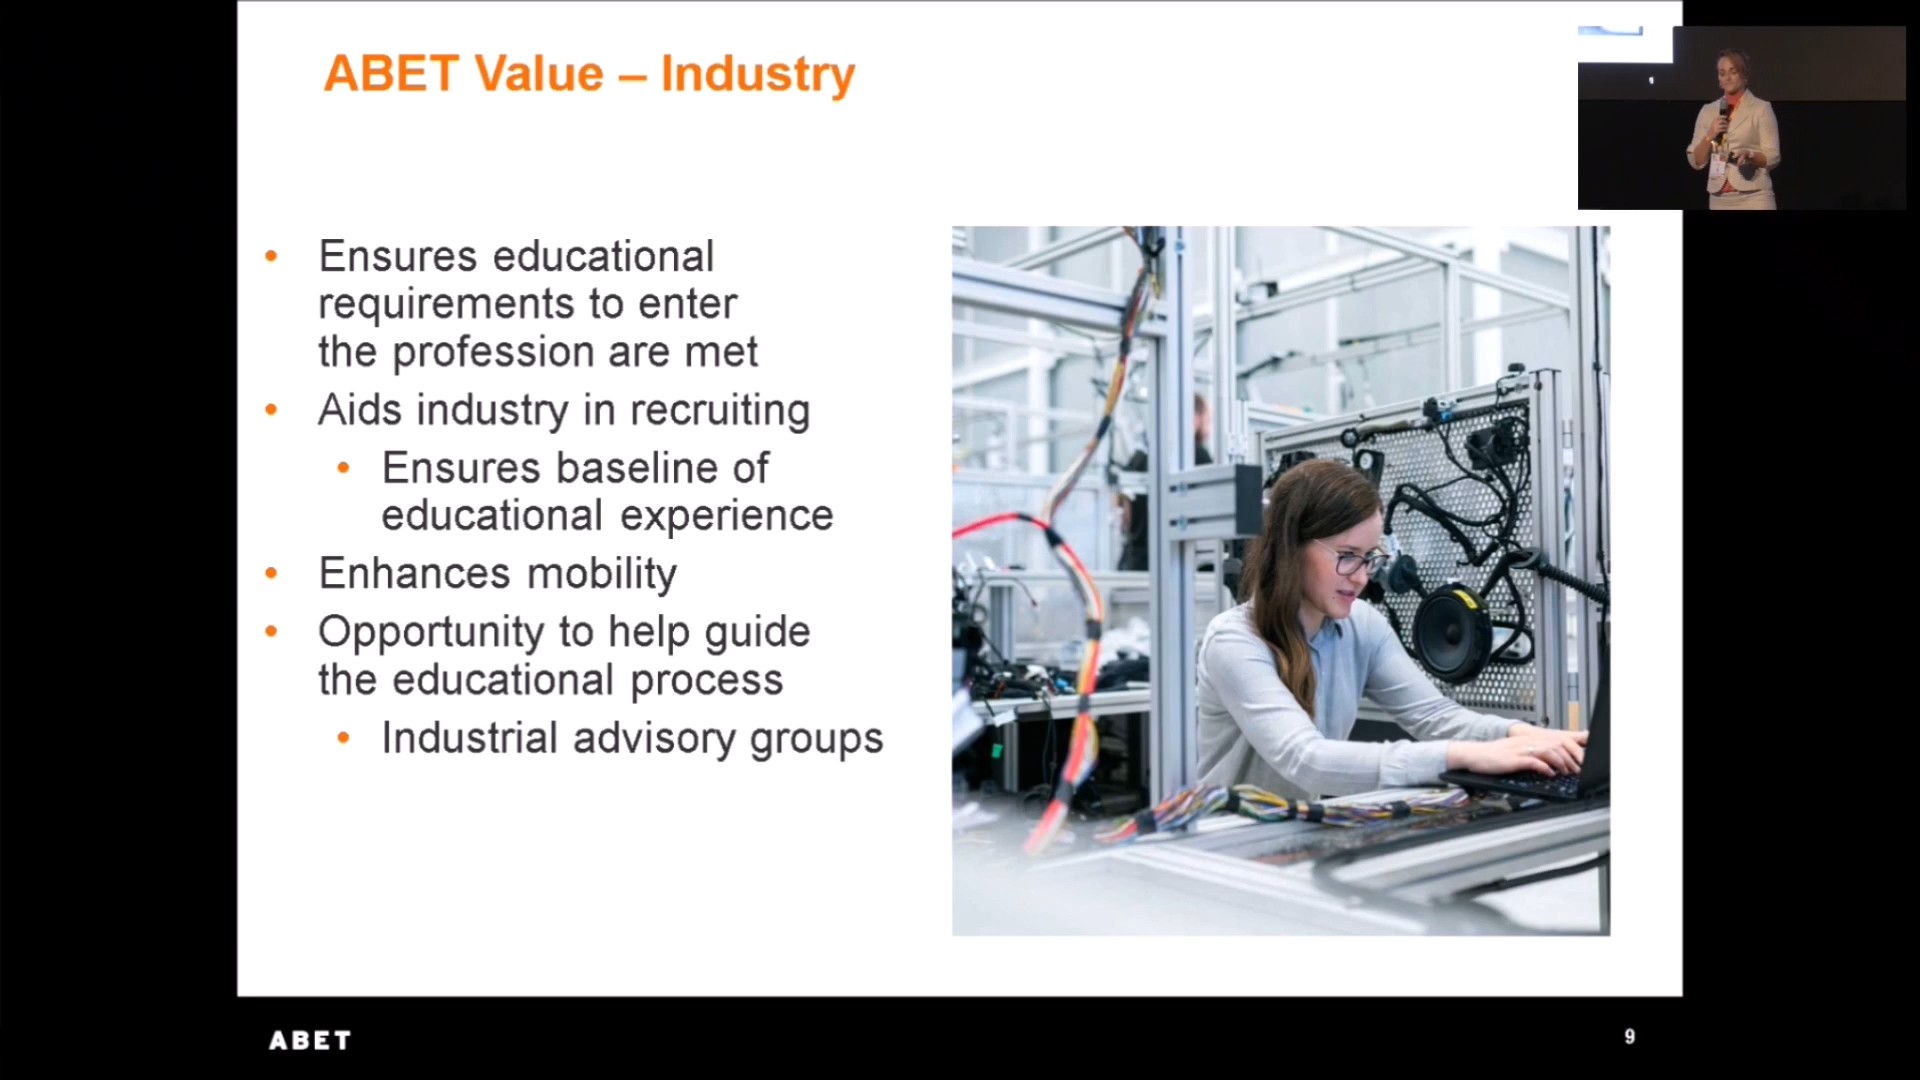 ABET Value – Industry
• Ensures educational
requirements to enter
the profession are met
• Aids industry in recruiting
• Ensures baseline of
educational experience
• Enhances mobility
• Opportunity to help guide
the educational process
• Industrial advisory groups
ABET
9